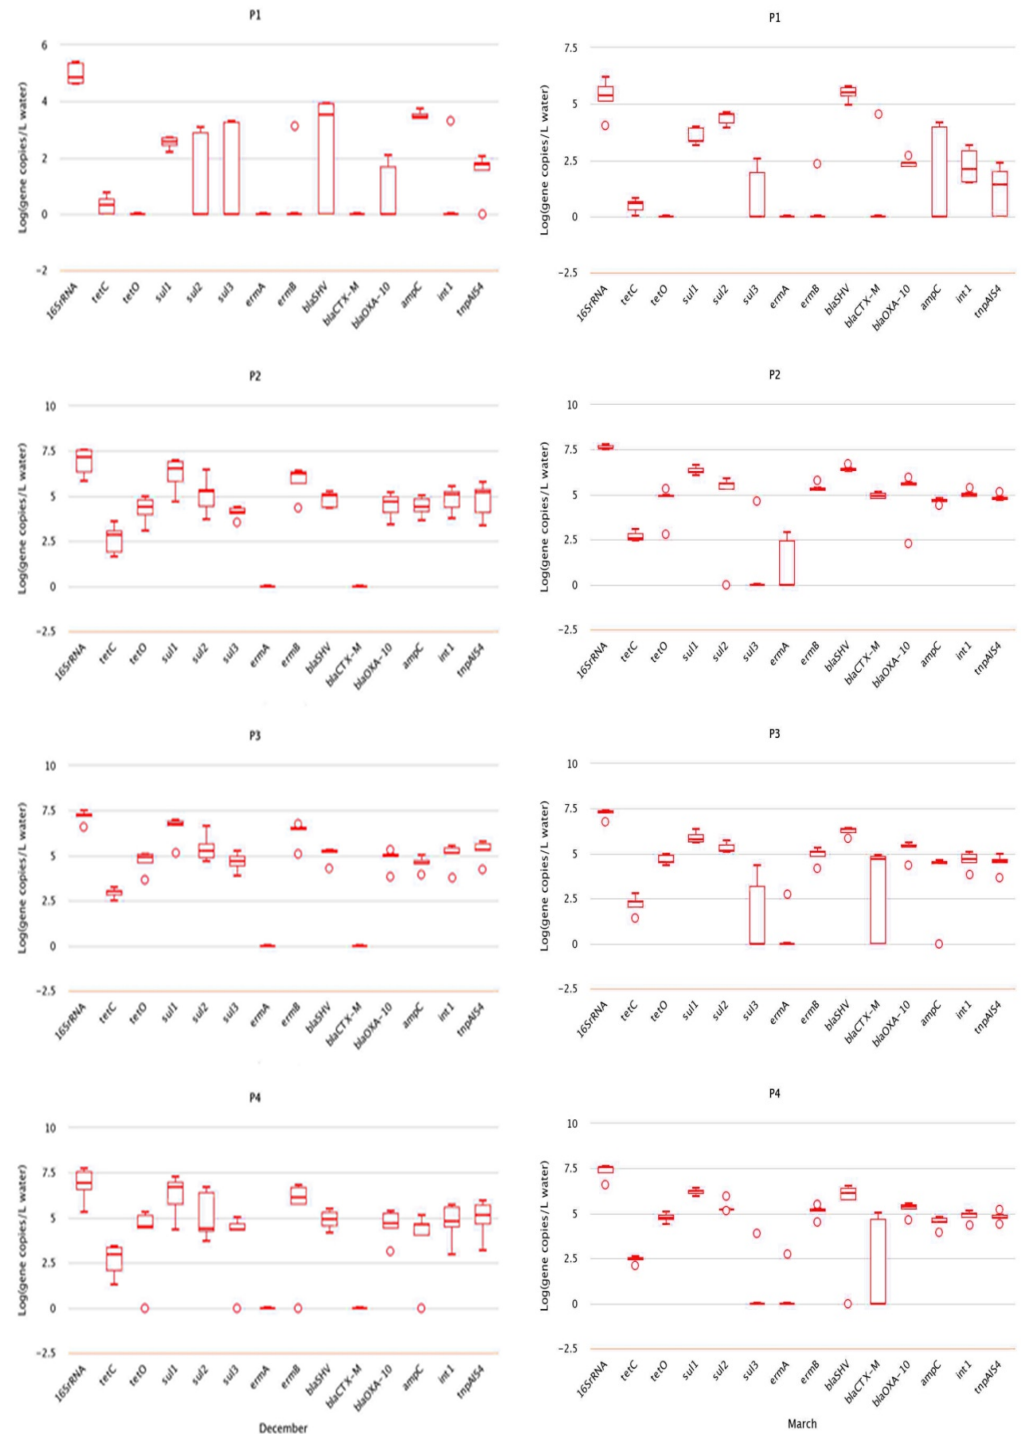 P1
Log(gene copies/L water)
6
4
2
0
−2
16SrRNA
tetC
tetO
sul1
sul2
sul3
ermA
ermB
blaSHV
blaCTX-M
blaOXA-10
ampC
int1
tnpAIS4
P1
Log(gene copies/L water)
7.5
5
2.5
0
−2.5
16SrRNA
tetC
tetO
sul1
sul2
sul3
ermA
ermB
blaSHV
blaCTX-M
blaOXA-10
ampC
int1
tnpAIS4
P2
Log(gene copies/L water)
10
7.5
5
2.5
0
−2.5
16SrRNA
tetC
tetO
sul1
sul2
sul3
ermA
ermB
blaSHV
blaCTX-M
blaOXA-10
ampC
int1
tnpAIS4
P2
Log(gene copies/L water)
10
7.5
5
2.5
0
−2.5
16SrRNA
tetC
tetO
sul1
sul2
sul3
ermA
ermB
blaSHV
blaCTX-M
blaOXA-10
ampC
int1
tnpAIS4
P3
Log(gene copies/L water)
10
7.5
5
2.5
0
−2.5
16SrRNA
tetC
tetO
sul1
sul2
sul3
ermA
ermB
blaSHV
blaCTX-M
blaOXA-10
ampC
int1
tnpAIS4
P3
Log(gene copies/L water)
10
7.5
5
2.5
0
−2.5
16SrRNA
tetC
tetO
sul1
sul2
sul3
ermA
ermB
blaSHV
blaCTX-M
blaOXA-10
ampC
int1
tnpAIS4
P4
Log(gene copies/L water)
10
7.5
5
2.5
0
−2.5
16SrRNA
tetC
tetO
sul1
sul2
sul3
ermA
ermB
blaSHV
blaCTX-M
blaOXA-10
ampC
int1
tnpAIS4
December
P4
Log(gene copies/L water)
10
7.5
5
2.5
0
−2.5
16SrRNA
tetC
tetO
sul1
sul2
sul3
ermA
ermB
blaSHV
blaCTX-M
blaOXA-10
ampC
int1
tnpAIS4
March